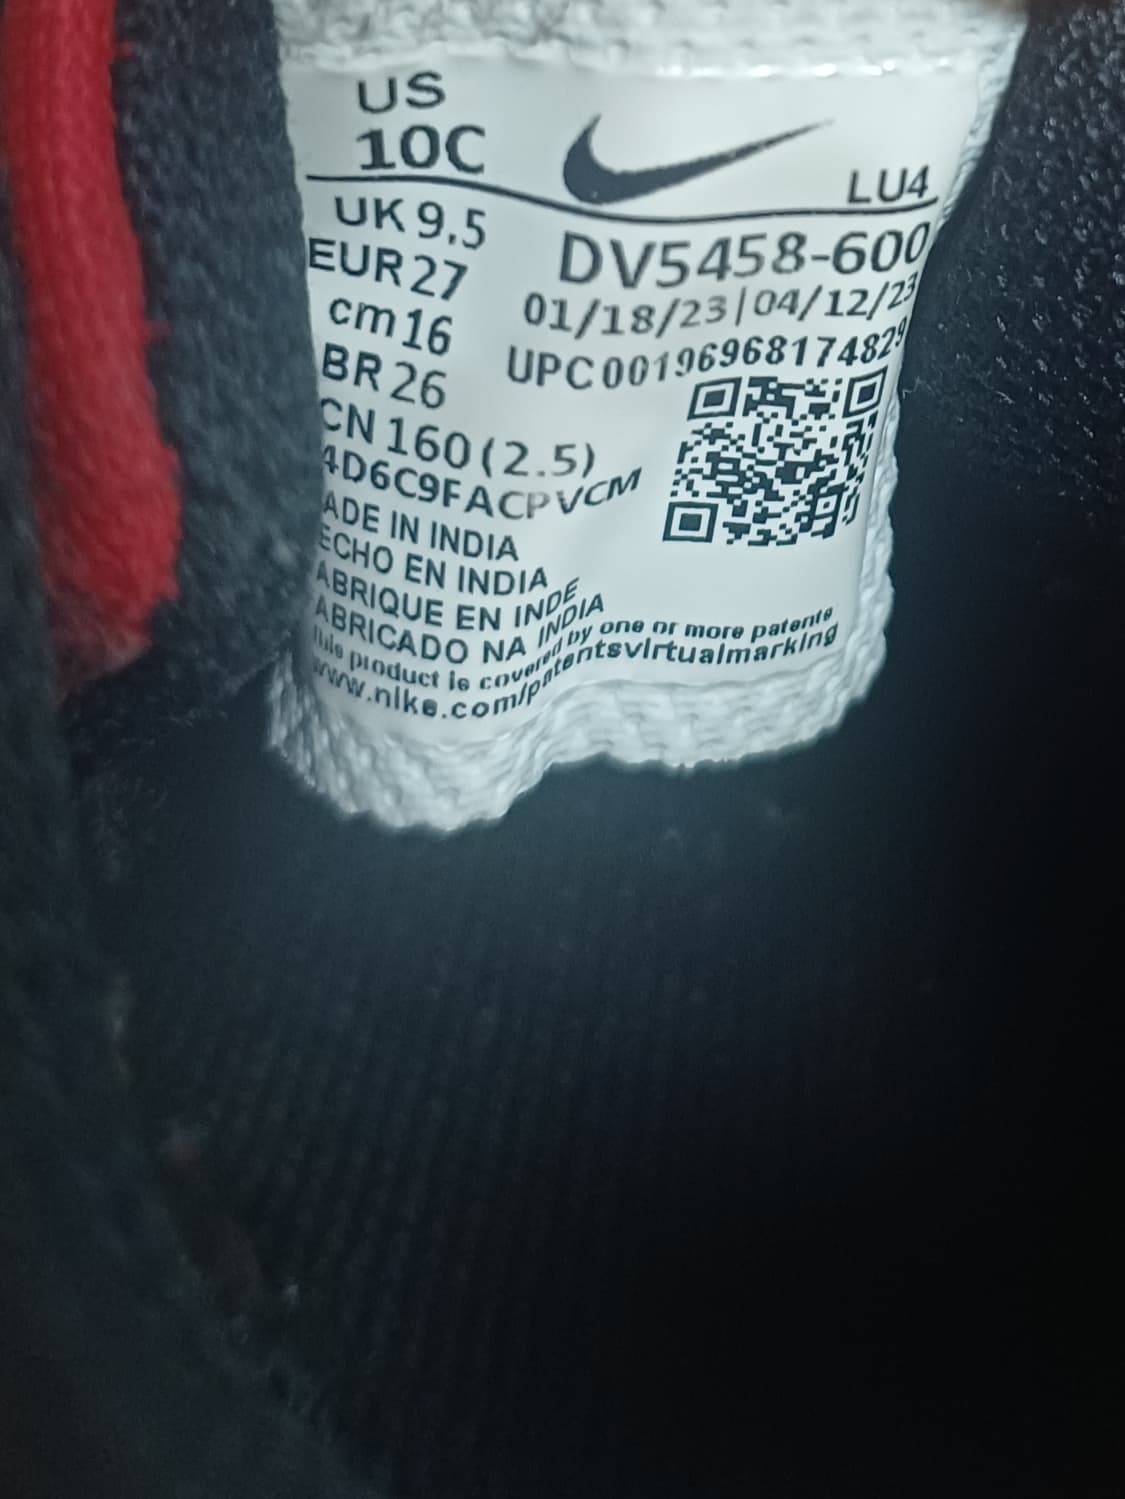 US
10C
LU4
UK 9.5
EUR 27
cm 16
BR 26
CN 160 (2.5)
4D6C9FACPVCM
DV5458-600
01/18/23|04/12/23
UPC 00196968174829
ADE IN INDIA
ECHO EN INDIA
ABRIQUE EN INDE
ABRICADO NA INDIA
this product is covered by one or more patents
www.nike.com/patentsvirtualmarking